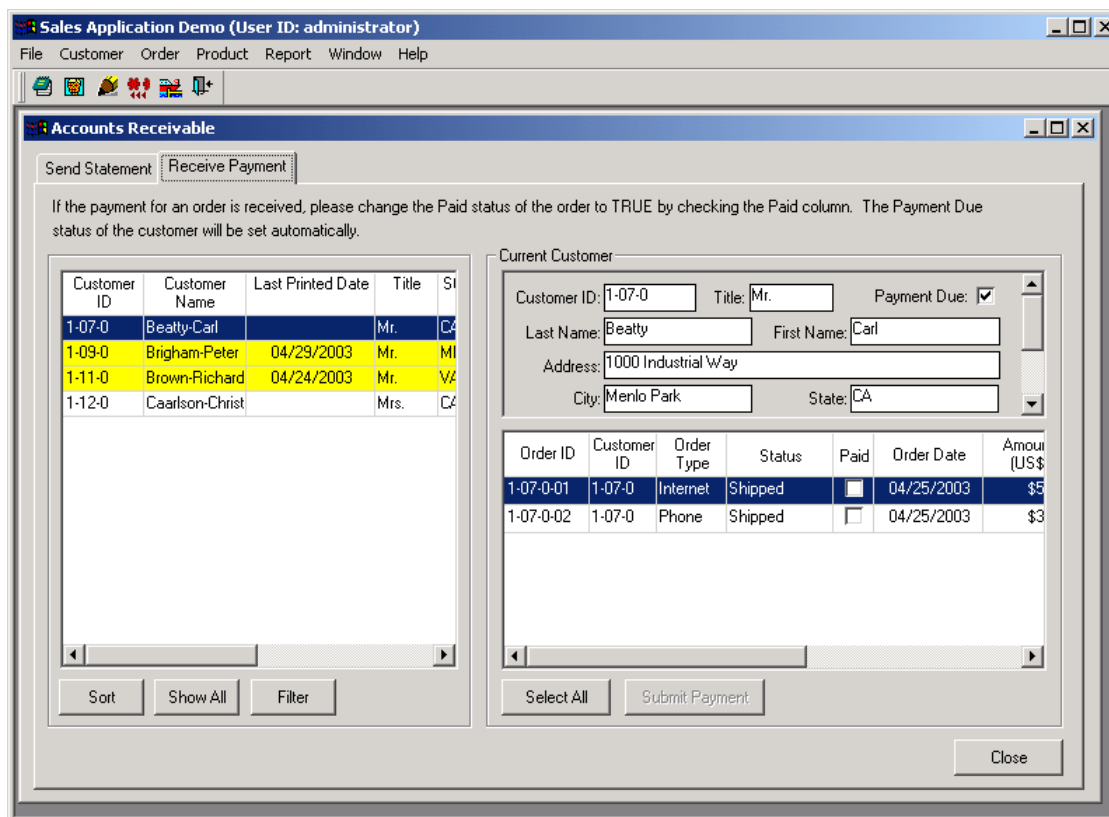 Sales Application Demo (User ID: administrator)
File Customer Order Product Report Window Help
Accounts Receivable
Send Statement Receive Payment
If the payment for an order is received, please change the Paid status of the order to TRUE by checking the Paid column. The Payment Due
status of the customer will be set automatically.
Customer ID Customer Name Last Printed Date Title
1-07-0 Beatty-Carl Mr. CA
1-09-0 Brigham-Peter 04/29/2003 Mr. MI
1-11-0 Brown-Richard 04/24/2003 Mr. VA
1-12-0 Caarlson-Christ Mrs. CA
Sort Show All Filter
Current Customer
Customer ID: 1-07-0 Title: Mr. Payment Due:
Last Name: Beatty First Name: Carl
Address: 1000 Industrial Way
City: Menlo Park State: CA
Order ID Customer ID Order Type Status Paid Order Date Amoun (US$
1-07-0-01 1-07-0 Internet Shipped 04/25/2003 $5
1-07-0-02 1-07-0 Phone Shipped 04/25/2003 $3
Select All Submit Payment
Close